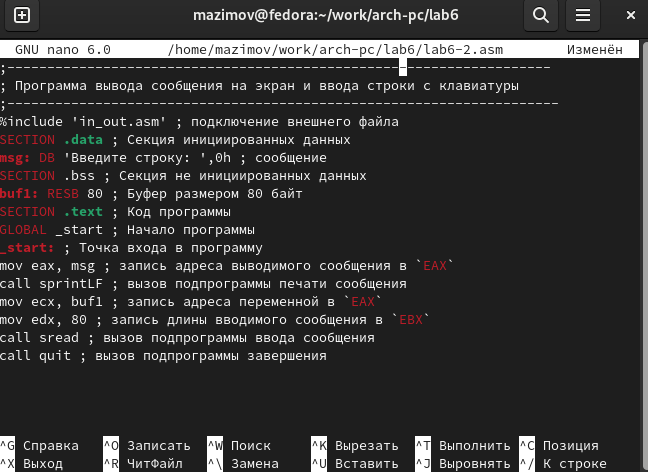 mazimov@fedora:~/work/arch-pc/lab6
GNU nano 6.0 /home/mazimov/work/arch-pc/lab6/lab6-2.asm Изменён
;--------------------------------------------------------------------
; Программа вывода сообщения на экран и ввода строки с клавиатуры
;---------------------------------------------------------------------
%include 'in_out.asm' ; подключение внешнего файла
SECTION .data ; Секция инициированных данных
msg: DB 'Введите строку: ',0h ; сообщение
SECTION .bss ; Секция не инициированных данных
buf1: RESB 80 ; Буфер размером 80 байт
SECTION .text ; Код программы
GLOBAL _start ; Начало программы
_start: ; Точка входа в программу
mov eax, msg ; запись адреса выводимого сообщения в `EAX`
call sprintLF ; вызов подпрограммы печати сообщения
mov ecx, buf1 ; запись адреса переменной в `EAX`
mov edx, 80 ; запись длины вводимого сообщения в `EBX`
call sread ; вызов подпрограммы ввода сообщения
call quit ; вызов подпрограммы завершения
^G Справка ^O Записать ^W Поиск ^K Вырезать ^T Выполнить ^C Позиция
^X Выход ^R ЧитФайл ^\ Замена ^U Вставить ^J Выровнять ^/ К строке